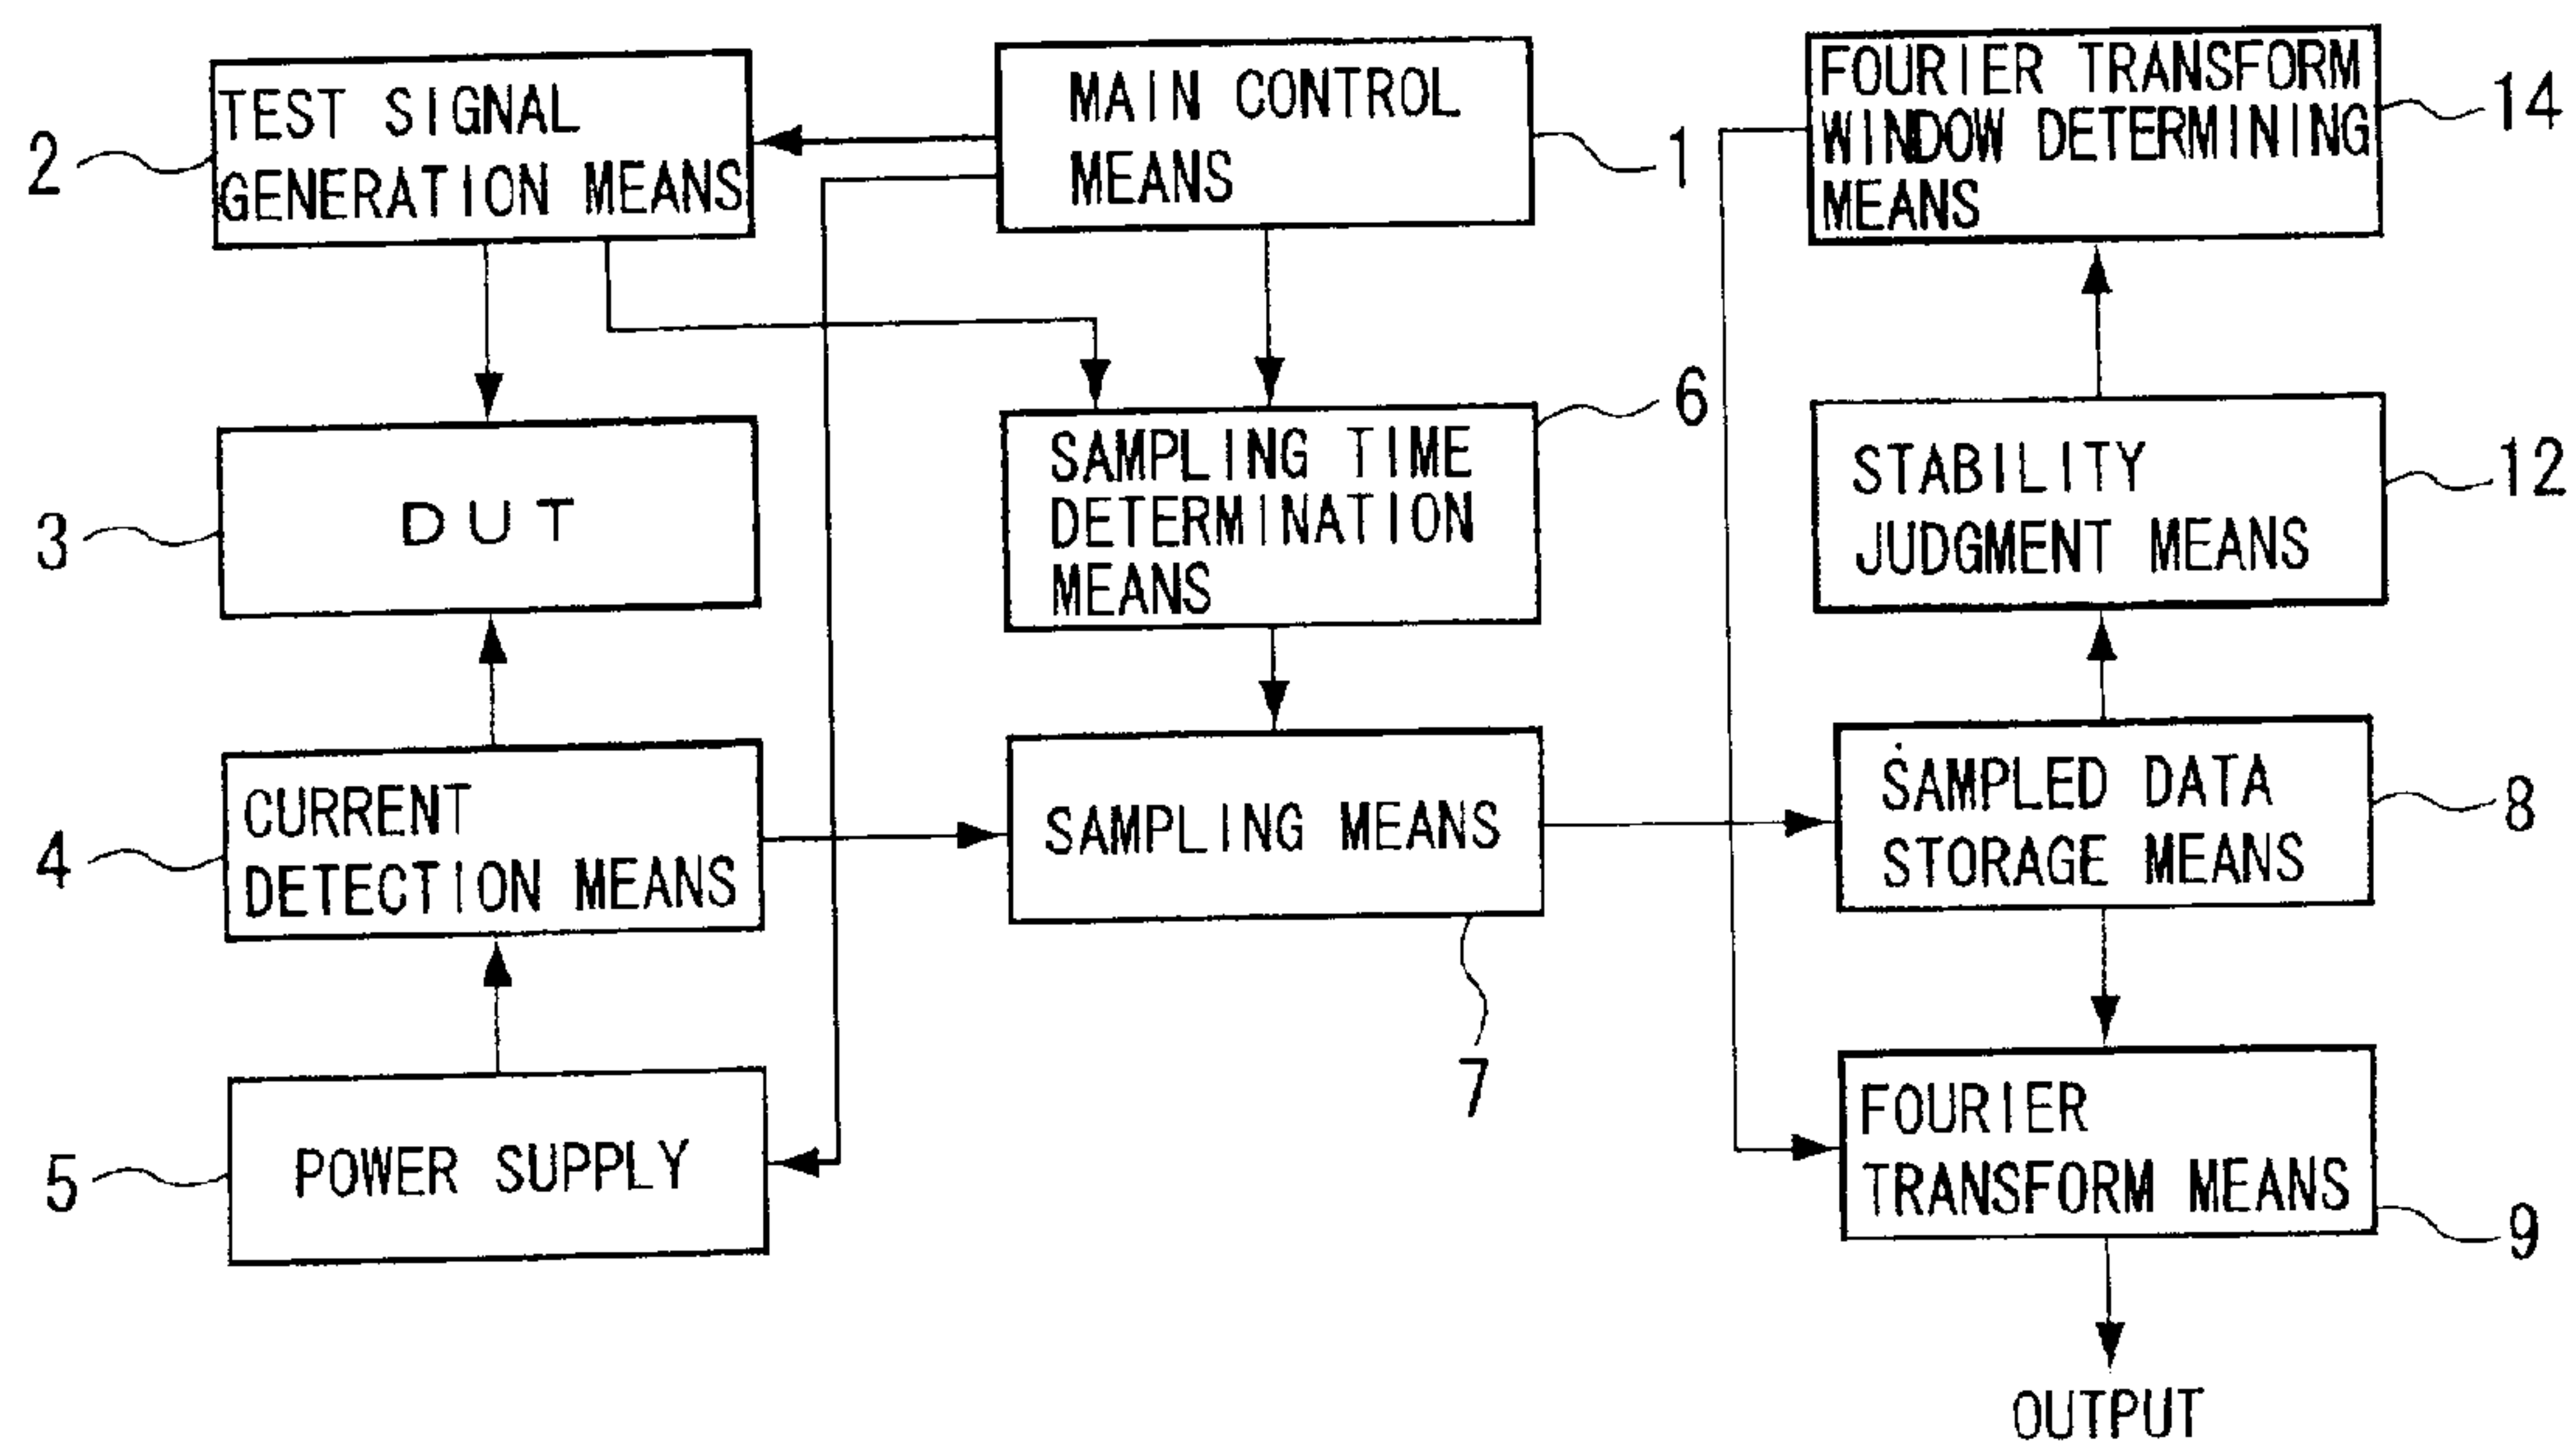 TEST SIGNAL
GENERATION MEANS
2
MAIN CONTROL
MEANS
1
FOURIER TRANSFORM
WINDOW DETERMINING
MEANS
14
DUT
3
SAMPLING TIME
DETERMINATION
MEANS
6
STABILITY
JUDGMENT MEANS
12
CURRENT
DETECTION MEANS
4
SAMPLING MEANS
7
SAMPLED DATA
STORAGE MEANS
8
POWER SUPPLY
5
FOURIER
TRANSFORM MEANS
9
OUTPUT